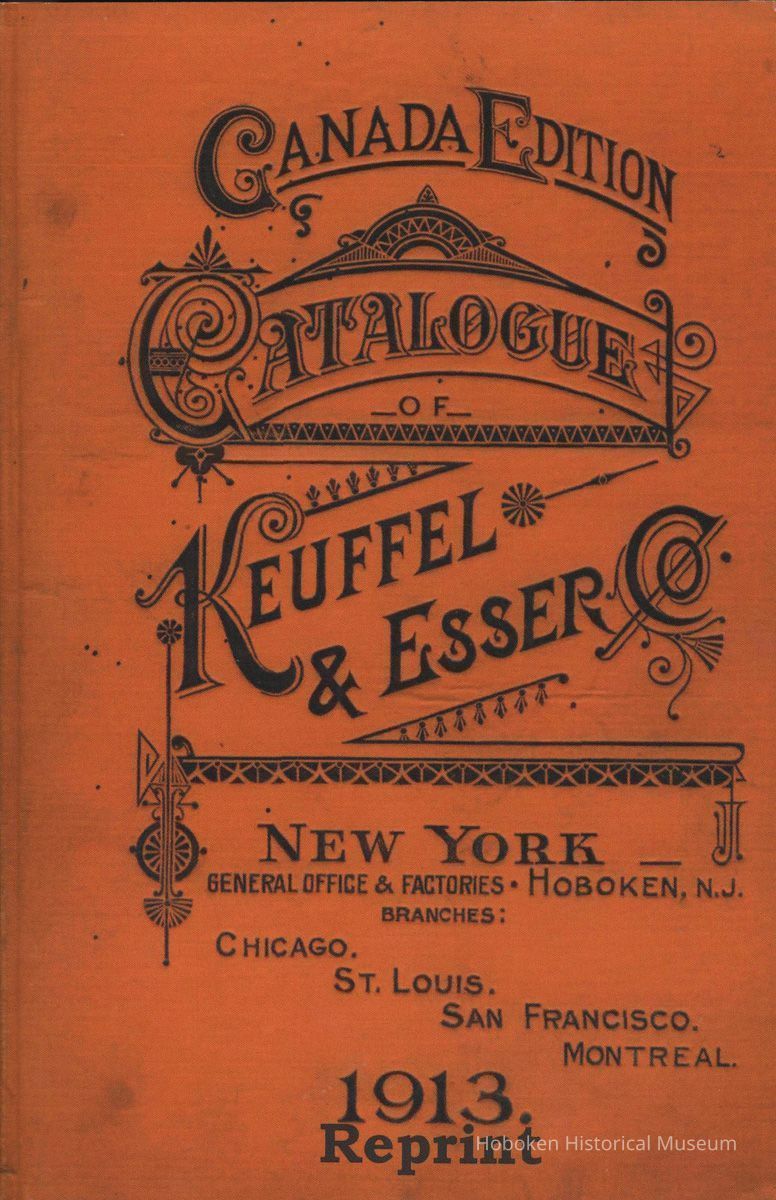 CANADA EDITION
CATALOGUE
OF
KEUFFEL
& ESSER CO.
NEW YORK
GENERAL OFFICE & FACTORIES • HOBOKEN, N.J.
BRANCHES:
CHICAGO.
ST. LOUIS.
SAN FRANCISCO.
MONTREAL.
1913.
Reprint
Hoboken Historical Museum